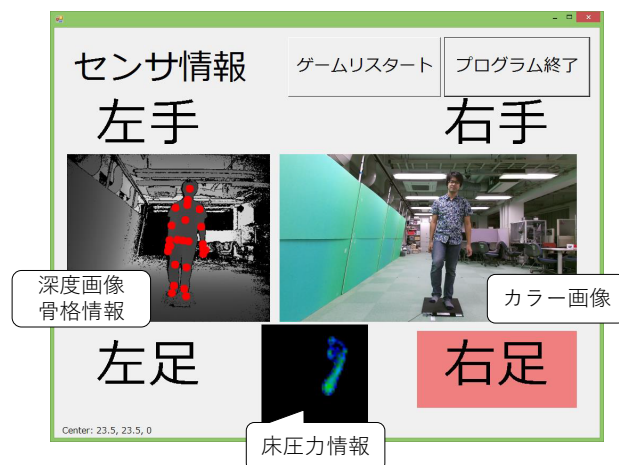 センサ情報
ゲームリスタート
プログラム終了
左手
右手
深度画像
骨格情報
カラー画像
左足
右足
床圧力情報
Center: 23.5, 23.5, 0